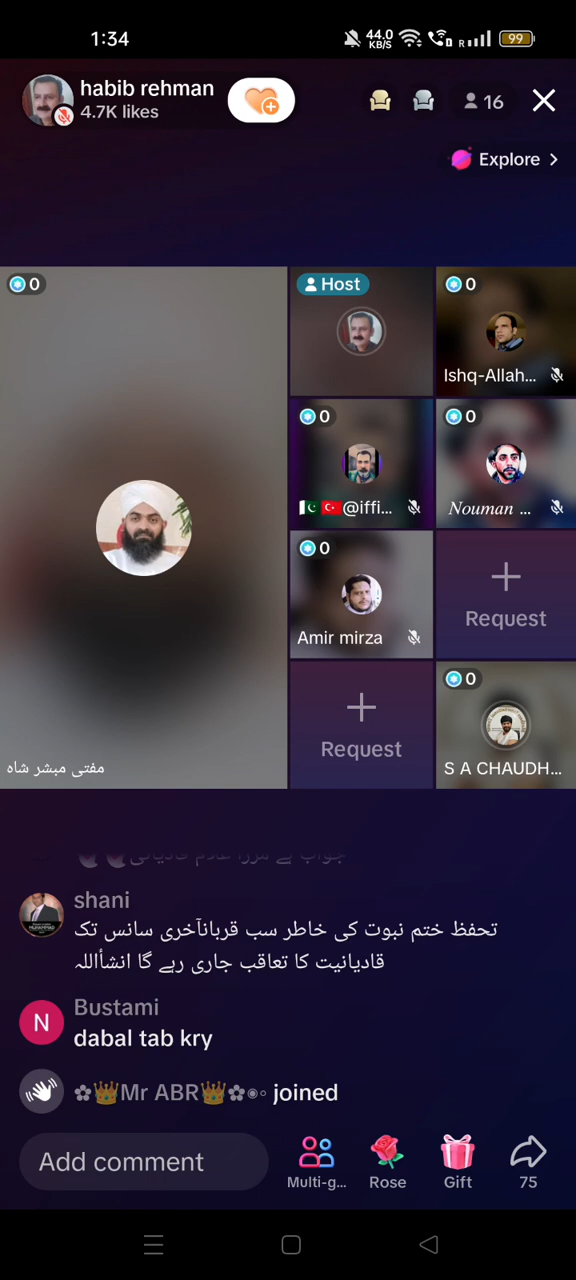 1:34
44.0
KB/S
R
99
habib rehman
4.7K likes
16
Explore
0
Host
0
Ishq-Allah...
0
@iffi...
0
Nouman ...
0
Amir mirza
Request
Request
0
S A CHAUDH...
مفتی مبشر شاہ
shani
تحفظ ختم نبوت کی خاطر سب قربانآخری سانس تک
قادیانیت کا تعاقب جاری رہے گا انشأاللہ
N
Bustami
dabal tab kry
Mr ABR joined
Add comment
Multi-g...
Rose
Gift
75